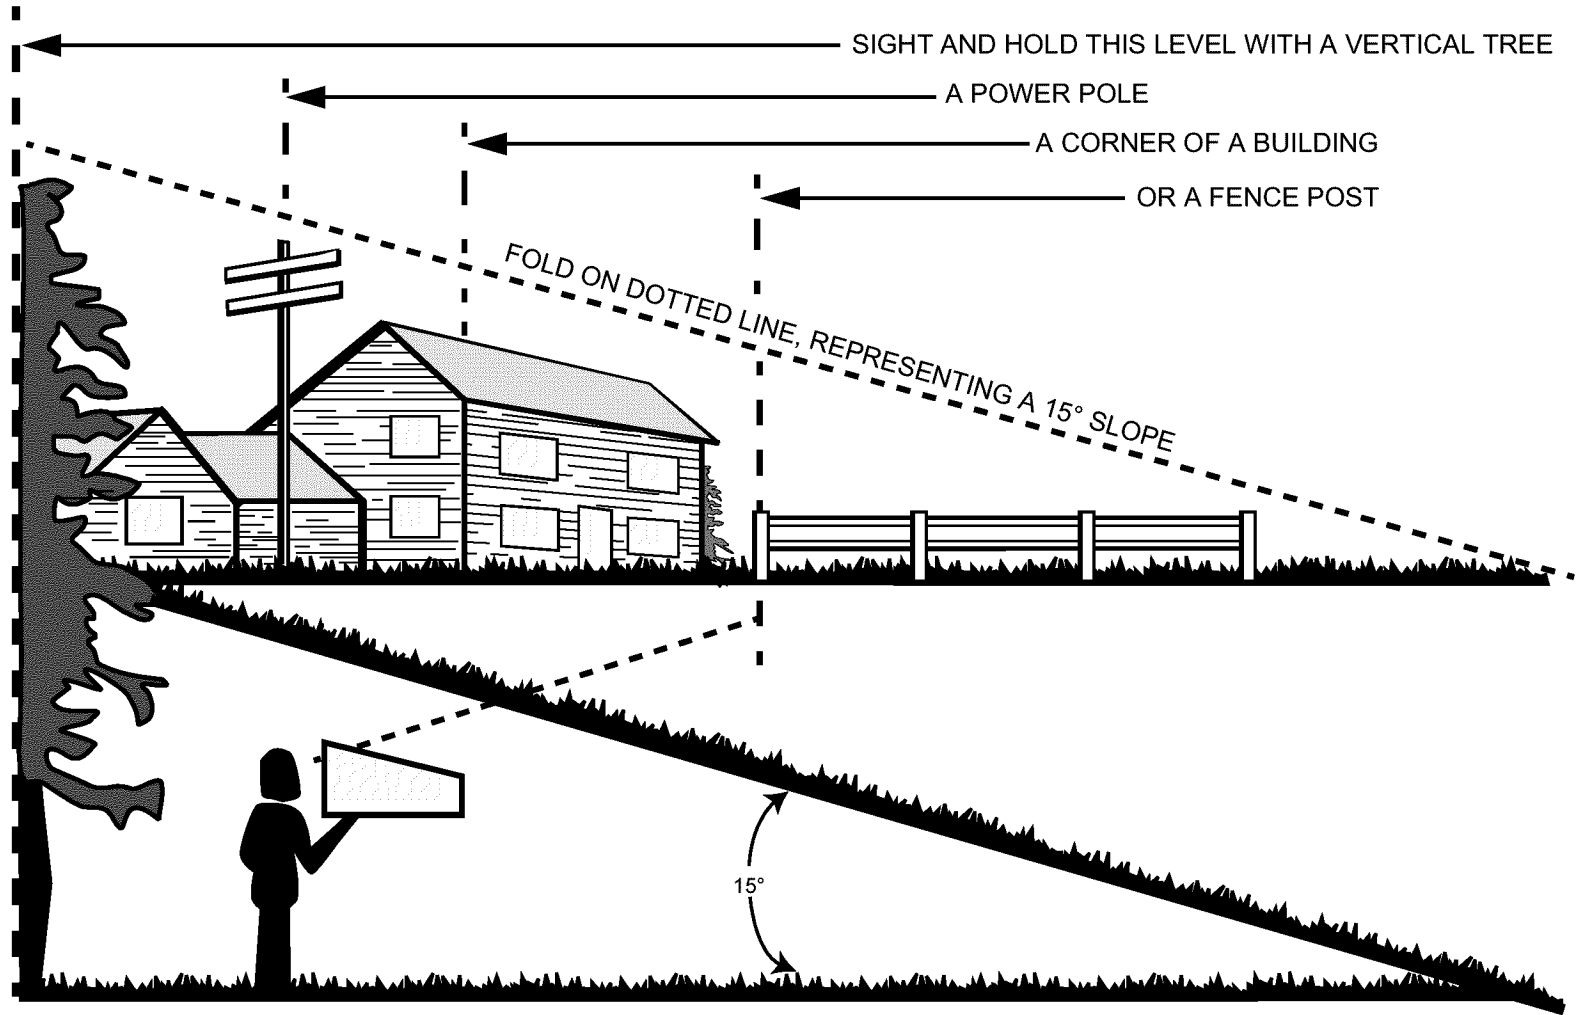 SIGHT AND HOLD THIS LEVEL WITH A VERTICAL TREE
A POWER POLE
A CORNER OF A BUILDING
OR A FENCE POST
FOLD ON DOTTED LINE, REPRESENTING A 15° SLOPE
15°